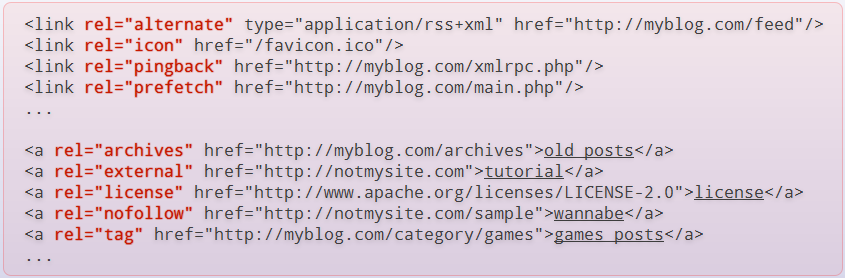 <link rel="alternate" type="application/rss+xml" href="http://myblog.com/feed"/>
<link rel="icon" href="/favicon.ico"/>
<link rel="pingback" href="http://myblog.com/xmlrpc.php"/>
<link rel="prefetch" href="http://myblog.com/main.php"/>
...
<a rel="archives" href="http://myblog.com/archives">old posts</a>
<a rel="external" href="http://notmysite.com">tutorial</a>
<a rel="license" href="http://www.apache.org/licenses/LICENSE-2.0">license</a>
<a rel="nofollow" href="http://notmysite.com/sample">wannabe</a>
<a rel="tag" href="http://myblog.com/category/games">games posts</a>
...